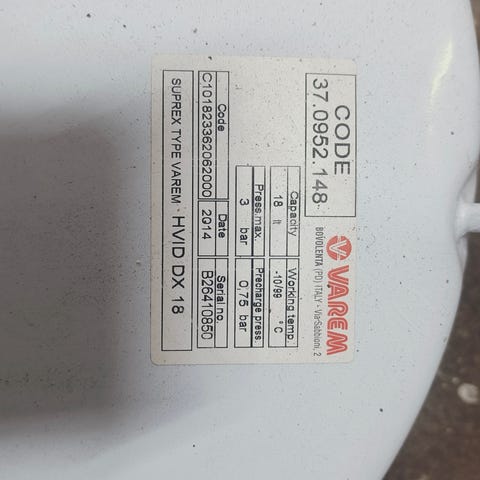 CODE
37.0952.148
VAREM
BOVOLENTA (PD) ITALY - Via Sabbioni, 2
Capacity
18 lt
Working temp.
-10/99 °C
Press.max.
3 bar
Precharge press.
0,75 bar
Code
C101823362062000
Date
2014
Serial no.
B26410850
SUPREX TYPE VAREM - HVID DX 18